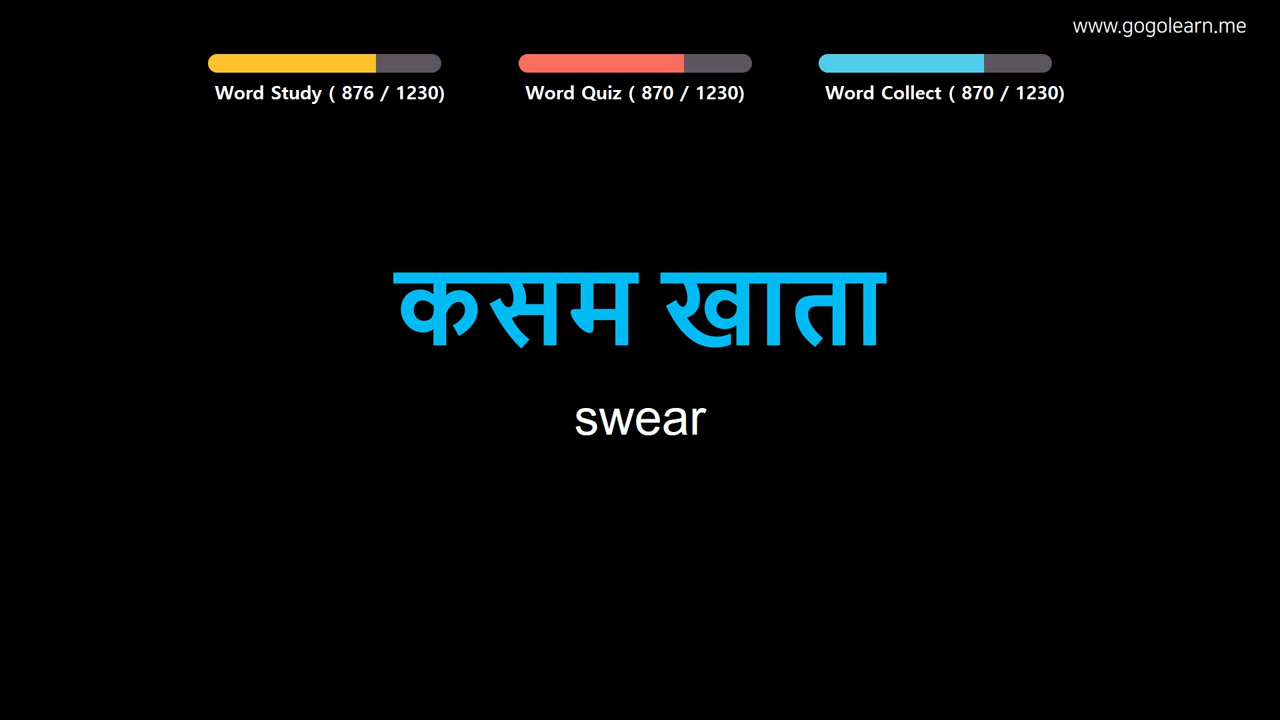 www.gogolearn.me
Word Study ( 876 / 1230)
Word Quiz ( 870 / 1230)
Word Collect ( 870 / 1230)
कसम खाता
swear